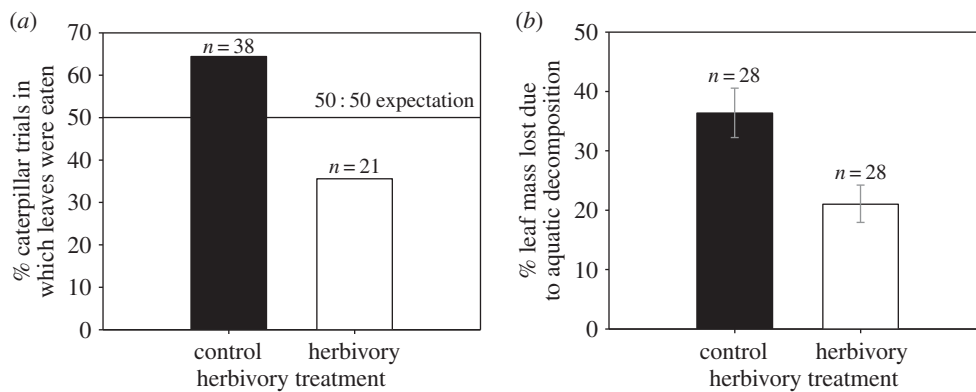 (a)
% caterpillar trials in
which leaves were eaten
70
60
50
40
30
20
10
0
n = 38
50 : 50 expectation
n = 21
control
herbivory
herbivory treatment
(b)
% leaf mass lost due
to aquatic decomposition
50
40
30
20
10
0
n = 28
n = 28
control
herbivory
herbivory treatment